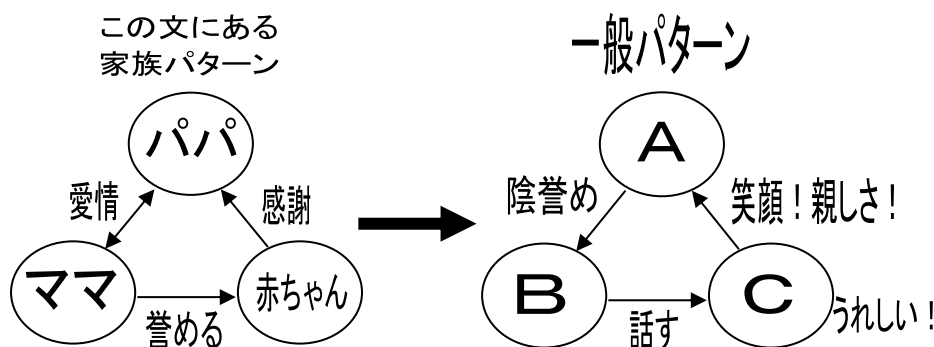 この文にある
家族パターン
パパ
愛情
感謝
ママ
赤ちゃん
誉める
一般パターン
A
陰誉め
笑顔！親しさ！
B
C
話す
うれしい！